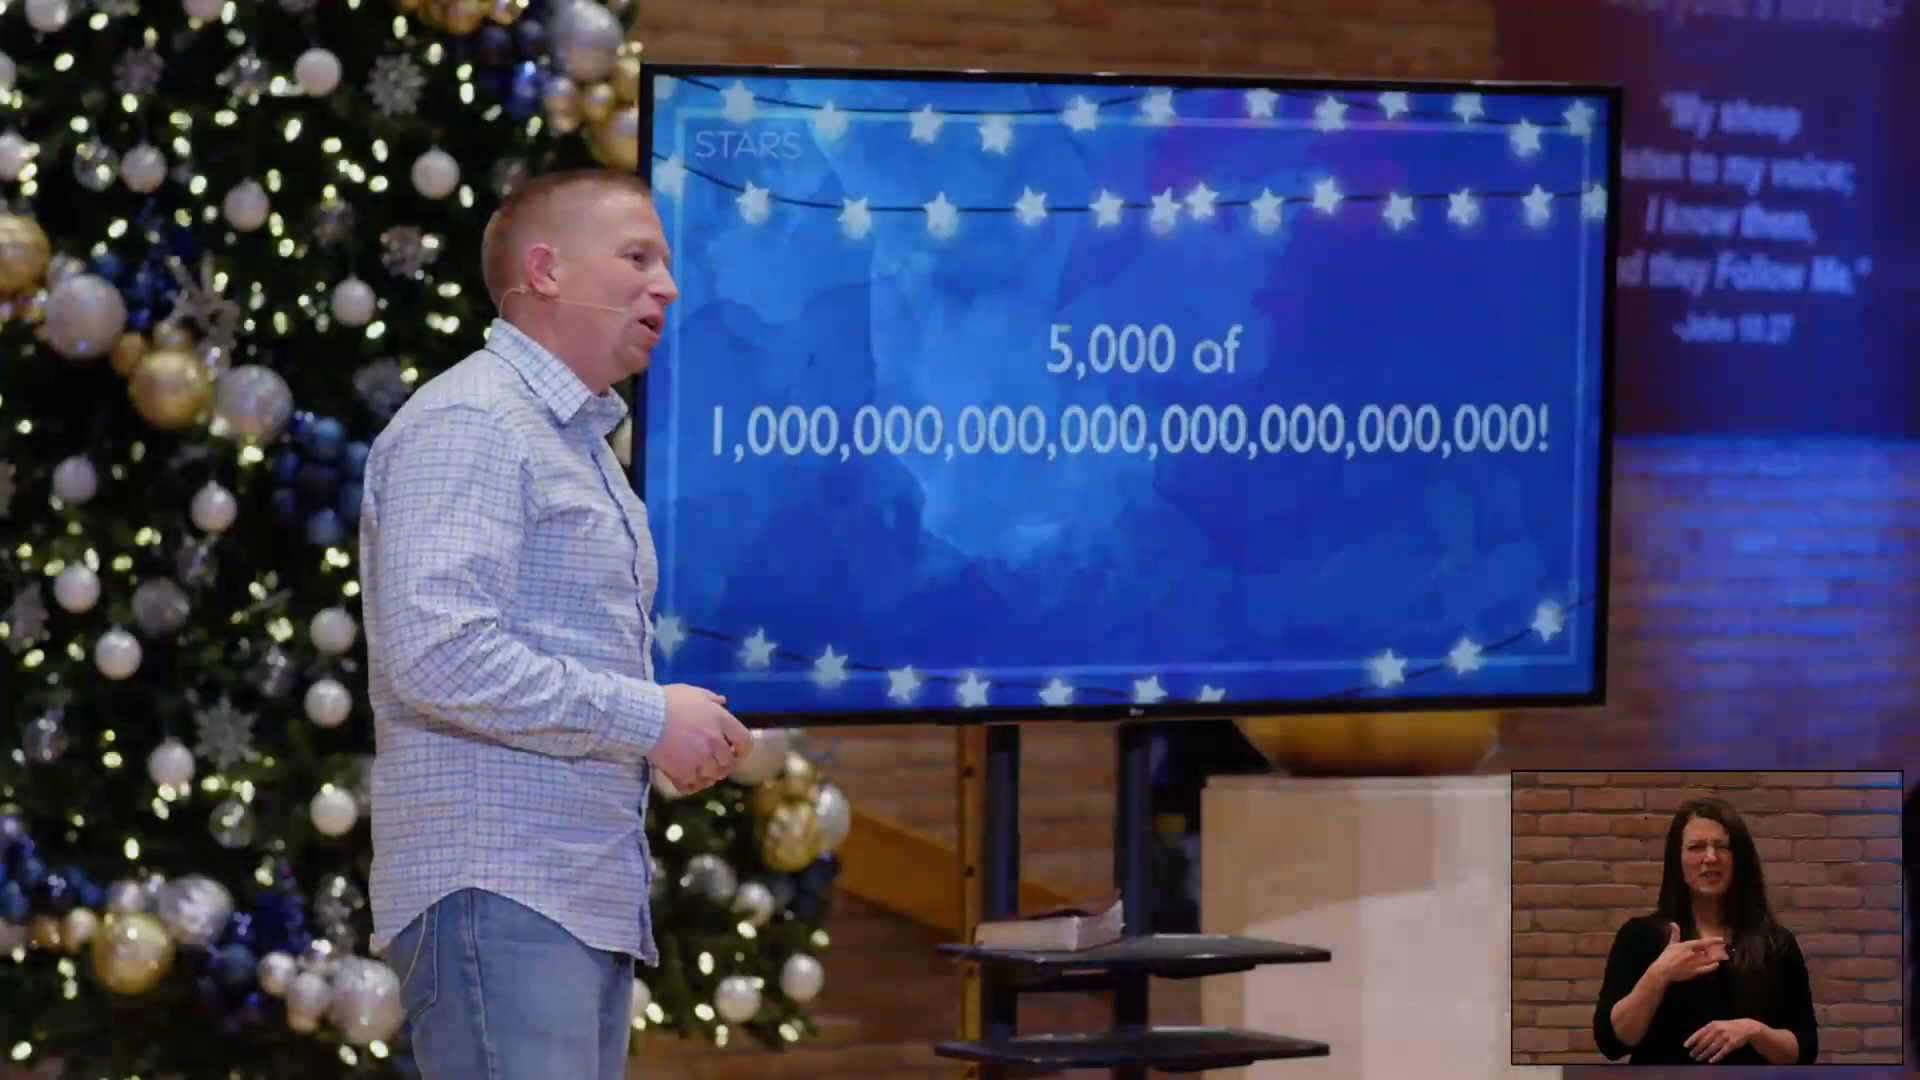 STARS
5,000 of
1,000,000,000,000,000,000,000,000!
"My sheep
listen to my voice;
I know them,
they Follow Me."
-John 10:27